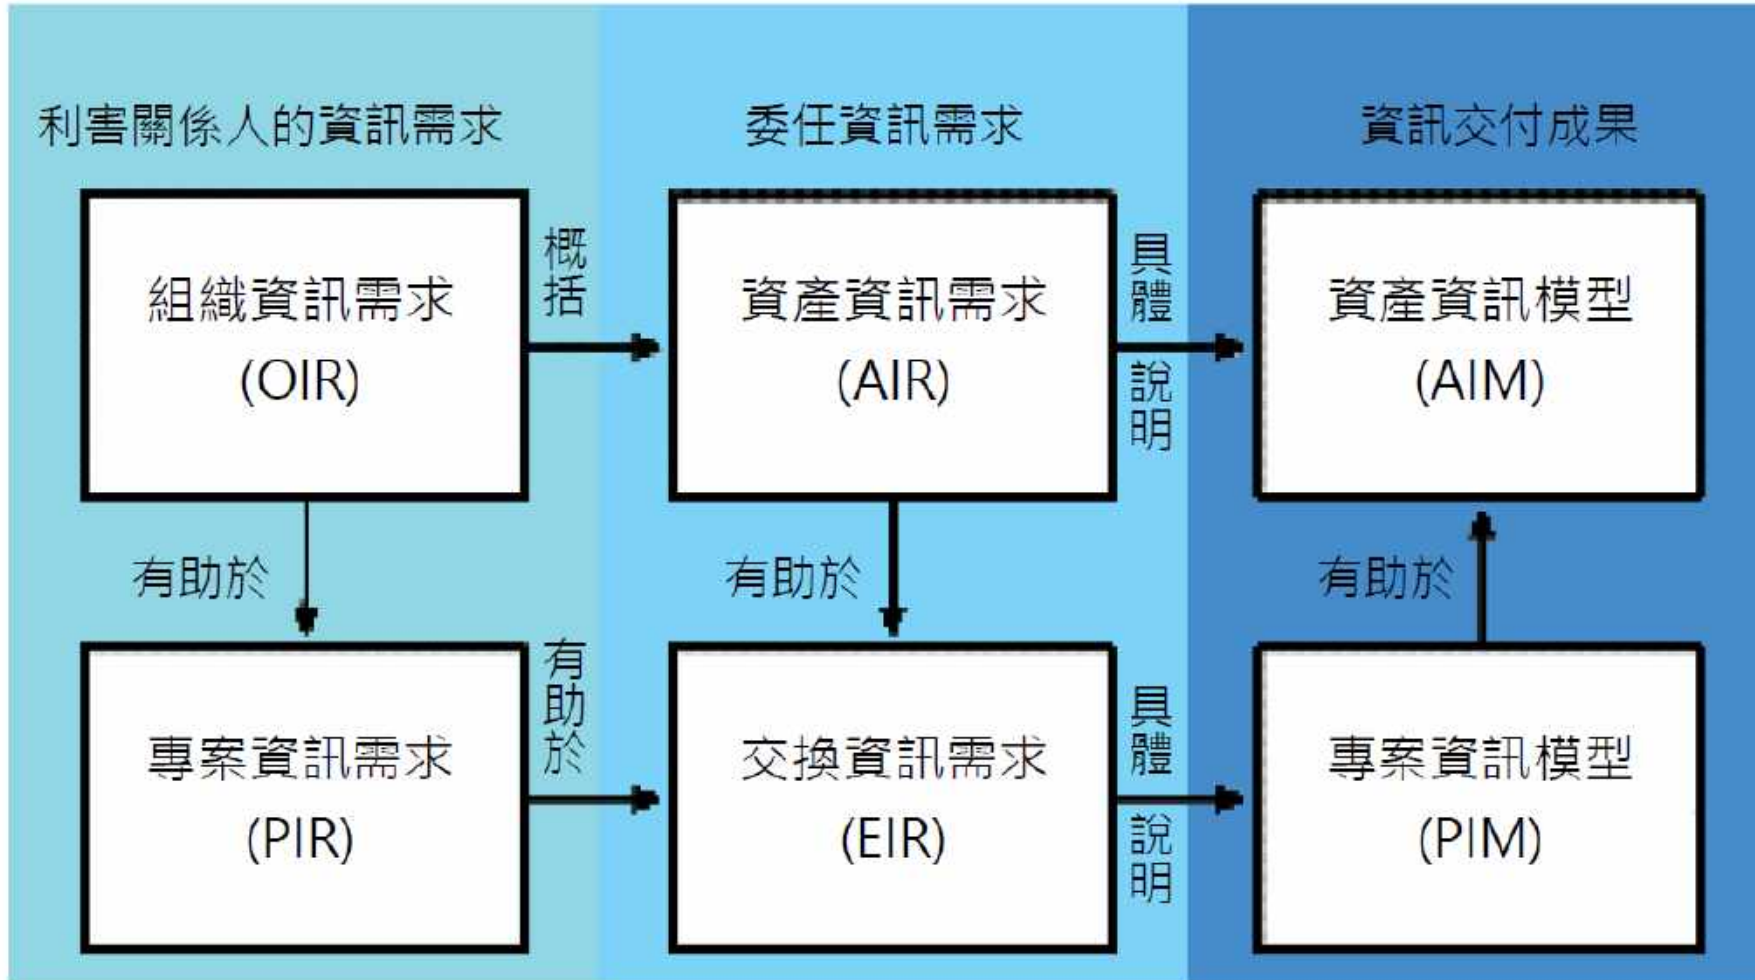 利害關係人的資訊需求
委任資訊需求
資訊交付成果
組織資訊需求
(OIR)
概括
資產資訊需求
(AIR)
具體
說明
資產資訊模型
(AIM)
有助於
有助於
有助於
專案資訊需求
(PIR)
有助於
交換資訊需求
(EIR)
具體
說明
專案資訊模型
(PIM)